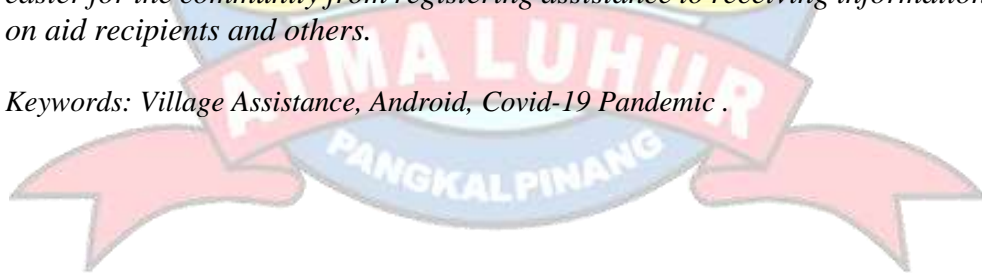 easier for the community from registering assistance to receiving information
on aid recipients and others.
Keywords: Village Assistance, Android, Covid-19 Pandemic .
ATMA LUHUR
PANGKALPINANG